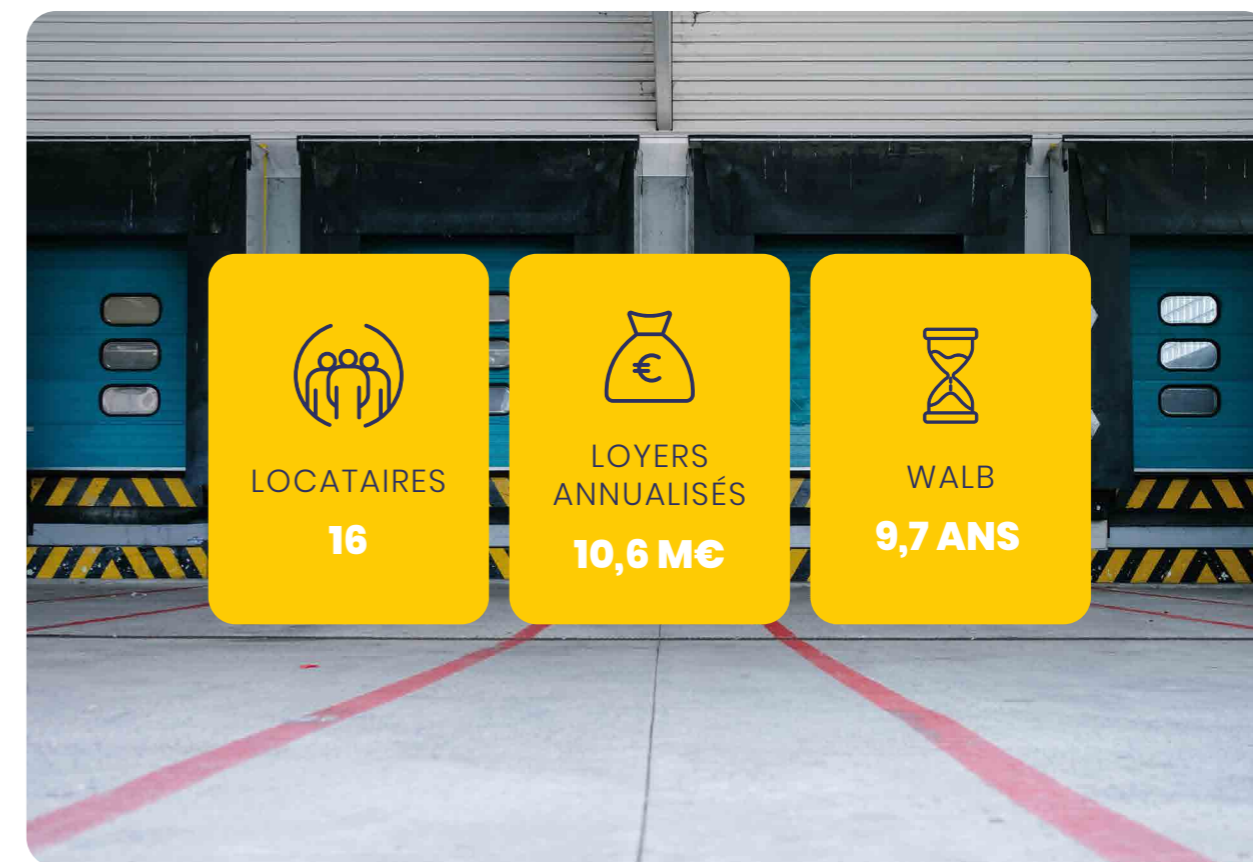 LOCATAIRES
16
LOYERS
ANNUALISÉS
10,6 M€
WALB
9,7 ANS